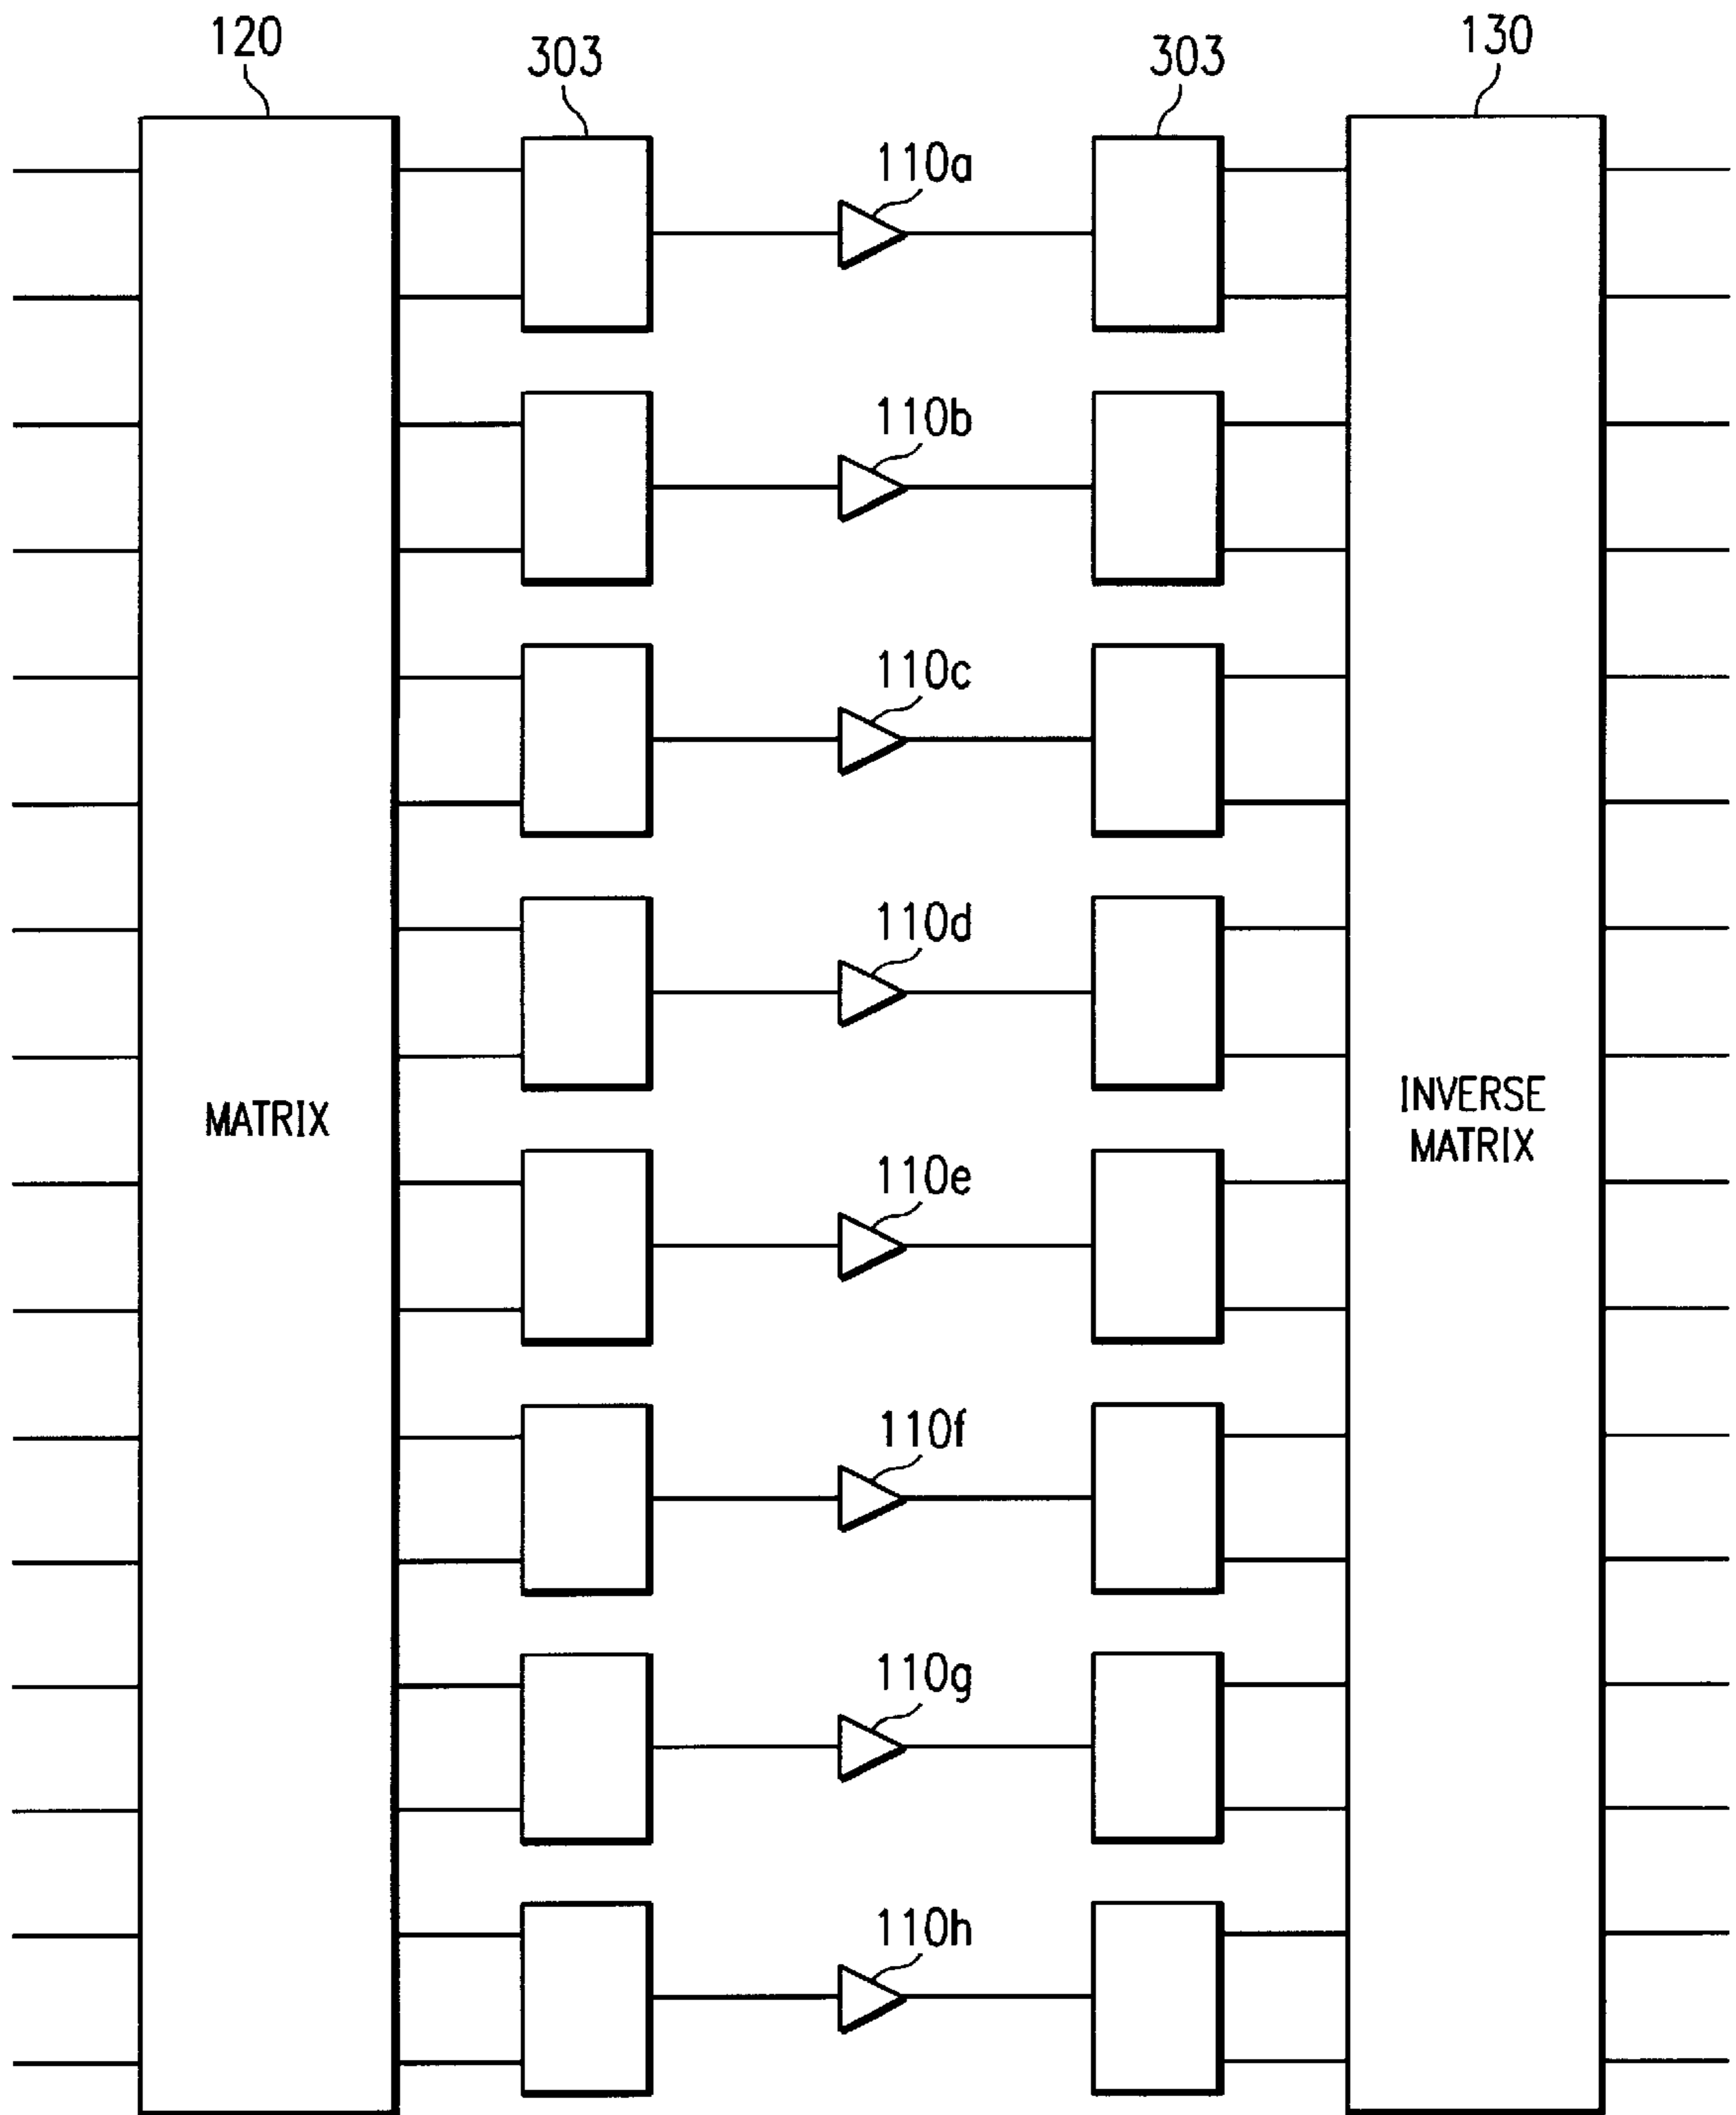 120
303
303
130
110a
110b
110c
110d
MATRIX
INVERSE
MATRIX
110e
110f
110g
110h